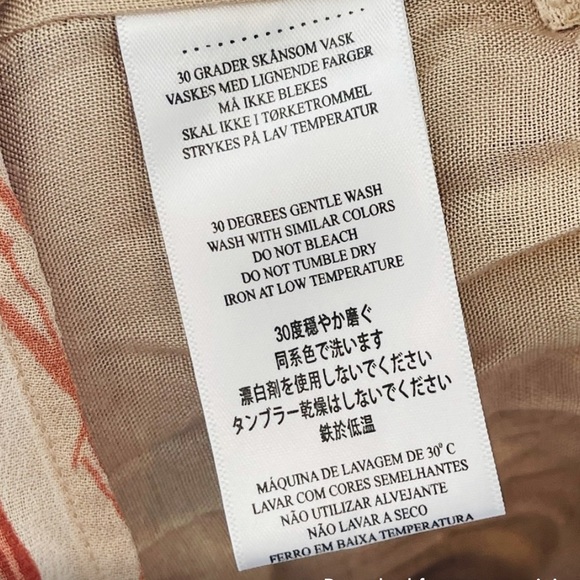 30 GRADER SKÅNSOM VASK
VASKES MED LIGNENDE FARGER
MÅ IKKE BLEKES
SKAL IKKE I TØRKETROMMEL
STRYKES PÅ LAV TEMPERATUR
30 DEGREES GENTLE WASH
WASH WITH SIMILAR COLORS
DO NOT BLEACH
DO NOT TUMBLE DRY
IRON AT LOW TEMPERATURE
30度穏やか磨ぐ
同系色で洗います
漂白剤を使用しないでください
タンブラー乾燥はしないでください
鉄於低温
MÁQUINA DE LAVAGEM DE 30° C
LAVAR COM CORES SEMELHANTES
NÃO UTILIZAR ALVEJANTE
NÃO LAVAR A SECO
FERRO EM BAIXA TEMPERATURA